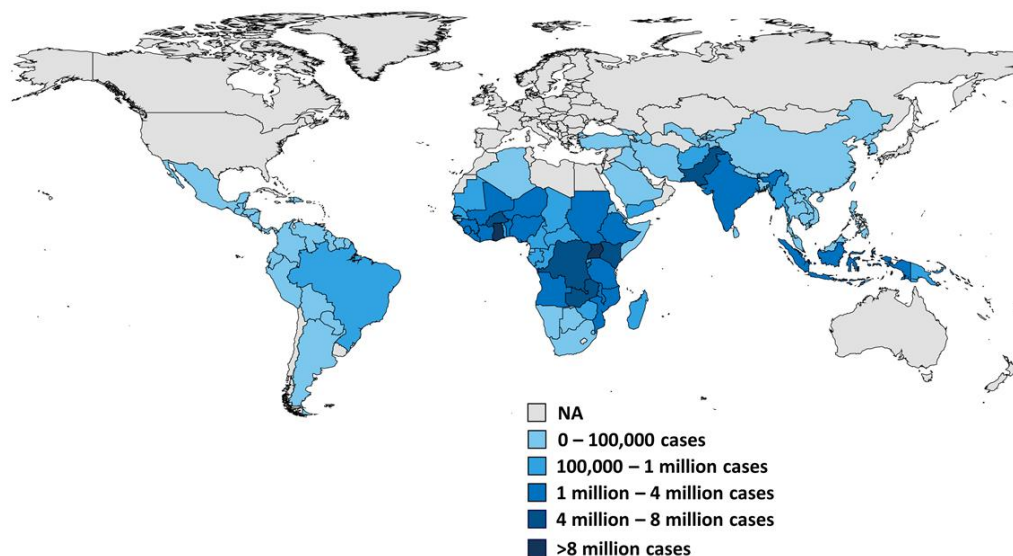 NA
0 – 100,000 cases
100,000 – 1 million cases
1 million – 4 million cases
4 million – 8 million cases
>8 million cases